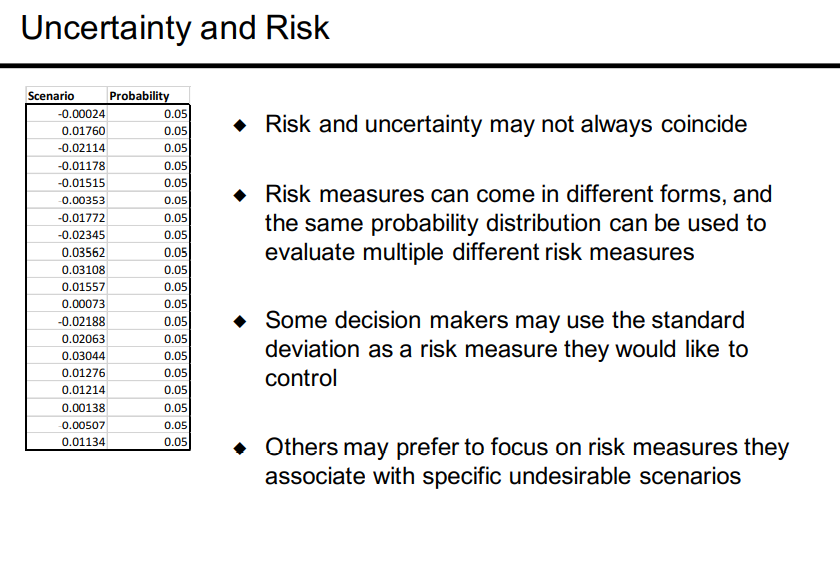 Uncertainty and Risk
Scenario Probability
-0.00024 0.05
0.01760 0.05
-0.02114 0.05
-0.01178 0.05
-0.01515 0.05
0.00353 0.05
-0.01772 0.05
-0.02345 0.05
0.03562 0.05
0.03108 0.05
0.01557 0.05
0.00073 0.05
-0.02188 0.05
0.02063 0.05
0.03044 0.05
0.01276 0.05
0.01214 0.05
0.00138 0.05
0.00507 0.05
0.01134 0.05
◆ Risk and uncertainty may not always coincide
◆ Risk measures can come in different forms, and
the same probability distribution can be used to
evaluate multiple different risk measures
◆ Some decision makers may use the standard
deviation as a risk measure they would like to
control
◆ Others may prefer to focus on risk measures they
associate with specific undesirable scenarios